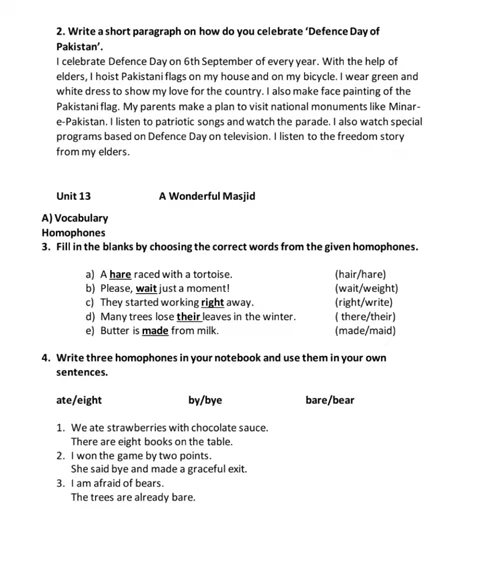 2. Write a short paragraph on how do you celebrate ‘Defence Day of
Pakistan’.
I celebrate Defence Day on 6th September of every year. With the help of
elders, I hoist Pakistani flags on my house and on my bicycle. I wear green and
white dress to show my love for the country. I also make face painting of the
Pakistani flag. My parents make a plan to visit national monuments like Minar-
e-Pakistan. I listen to patriotic songs and watch the parade. I also watch special
programs based on Defence Day on television. I listen to the freedom story
from my elders.
Unit 13 A Wonderful Masjid
A) Vocabulary
Homophones
3. Fill in the blanks by choosing the correct words from the given homophones.
a) A hare raced with a tortoise. (hair/hare)
b) Please, wait just a moment! (wait/weight)
c) They started working right away. (right/write)
d) Many trees lose their leaves in the winter. ( there/their)
e) Butter is made from milk. (made/maid)
4. Write three homophones in your notebook and use them in your own
sentences.
ate/eight by/bye bare/bear
1. We ate strawberries with chocolate sauce.
There are eight books on the table.
2. I won the game by two points.
She said bye and made a graceful exit.
3. I am afraid of bears.
The trees are already bare.